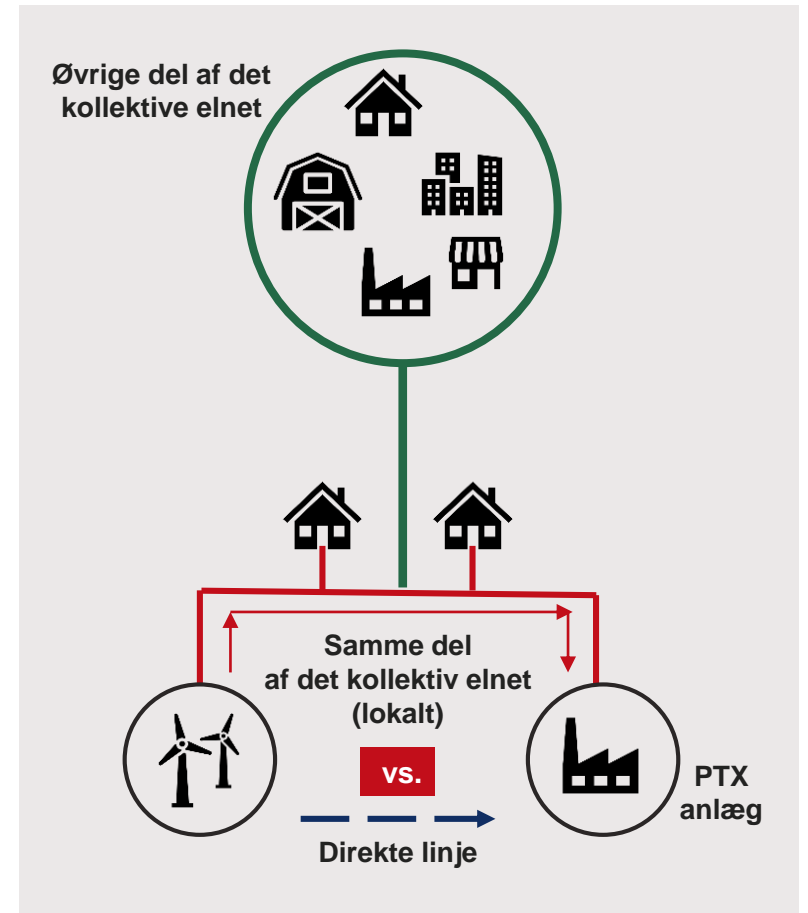 Øvrige del af det
kollektive elnet
Samme del
af det kollektiv elnet
(lokalt)
vs.
PTX
anlæg
Direkte linje